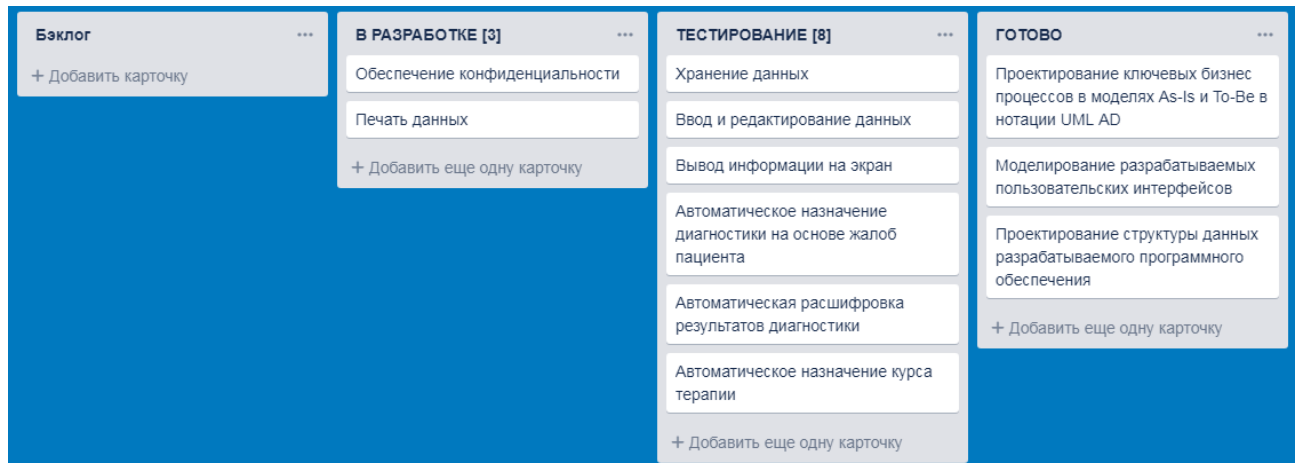 Бэклог
+ Добавить карточку
В РАЗРАБОТКЕ [3]
Обеспечение конфиденциальности
Печать данных
+ Добавить еще одну карточку
ТЕСТИРОВАНИЕ [8]
Хранение данных
Ввод и редактирование данных
Вывод информации на экран
Автоматическое назначение
диагностики на основе жалоб
пациента
Автоматическая расшифровка
результатов диагностики
Автоматическое назначение курса
терапии
+ Добавить еще одну карточку
ГОТОВО
Проектирование ключевых бизнес
процессов в моделях As-Is и To-Be в
нотации UML AD
Моделирование разрабатываемых
пользовательских интерфейсов
Проектирование структуры данных
разрабатываемого программного
обеспечения
+ Добавить еще одну карточку